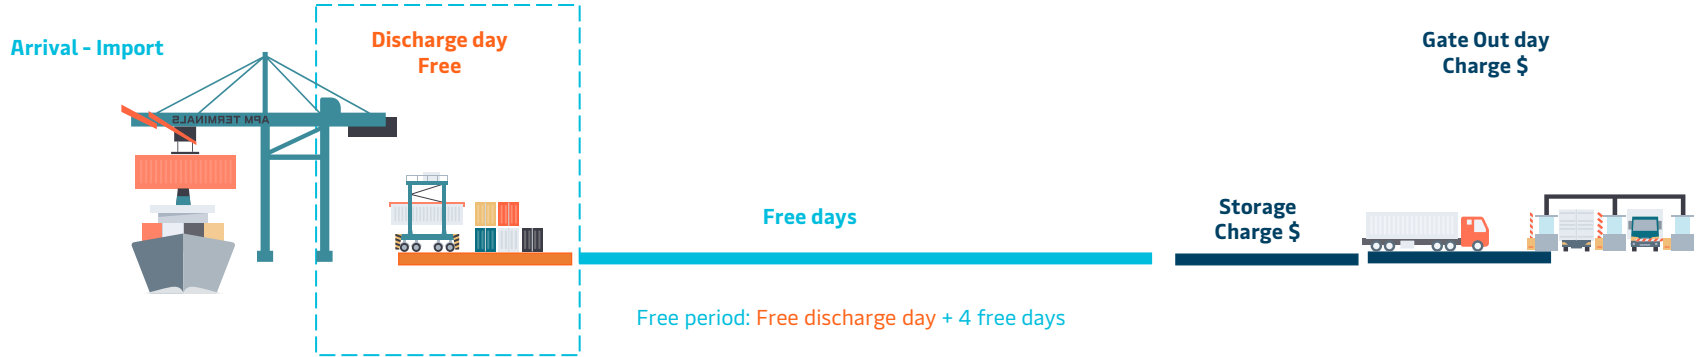 Arrival - Import
Discharge day
Free
Gate Out day
Charge $
APM TERMINALS
Free days
Storage
Charge $
Free period: Free discharge day + 4 free days